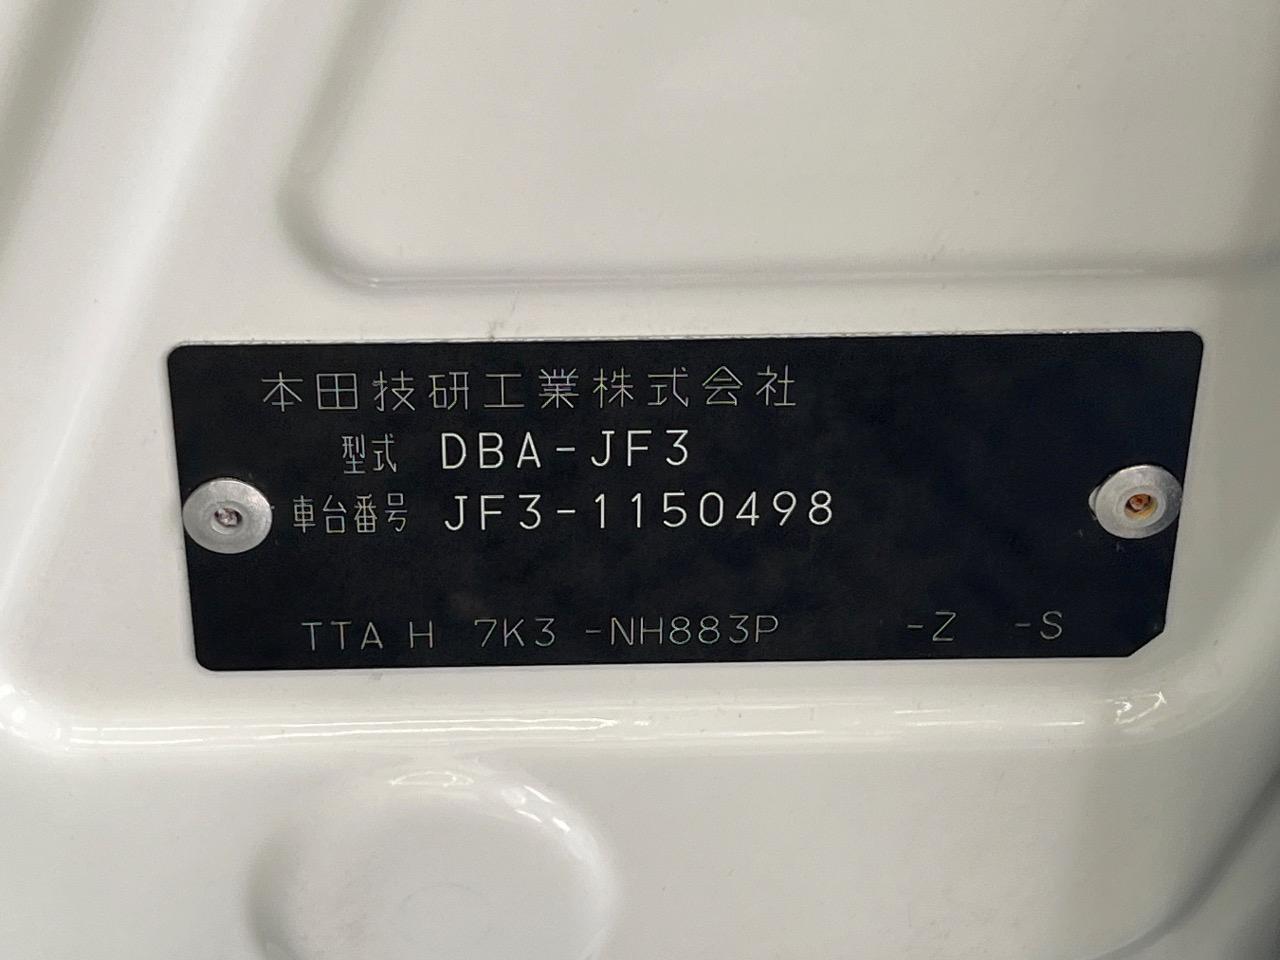 本田技研工業株式会社
型式 DBA-JF3
車台番号 JF3-1150498
TTA H 7K3 -NH883P -Z -S